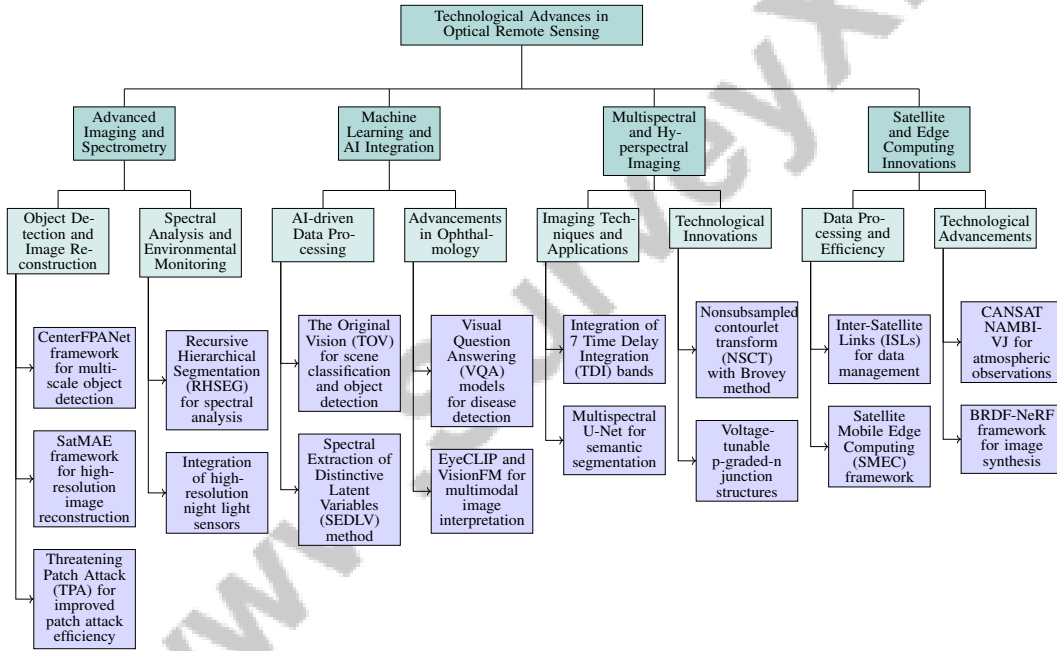 Technological Advances in
Optical Remote Sensing
Advanced
Imaging and
Spectrometry
Machine
Learning and
AI Integration
Multispectral
and Hy-
perspectral
Imaging
Satellite
and Edge
Computing
Innovations
Object De-
tection and
Image Re-
construction
Spectral
Analysis and
Environmental
Monitoring
AI-driven
Data Pro-
cessing
Advancements
in Ophthal-
mology
Imaging Tech-
niques and
Applications
Technological
Innovations
Data Pro-
cessing and
Efficiency
Technological
Advancements
CenterFPANet
framework
for multi-
scale object
detection
Recursive
Hierarchical
Segmentation
(RHSEG)
for spectral
analysis
The Original
Vision (TOV)
for scene
classification
and object
detection
Visual
Question
Answering
(VQA)
models
for disease
detection
Integration of
7 Time Delay
Integration
(TDI) bands
Nonsubsampled
contourlet
transform
(NSCT)
with Brovey
method
Inter-Satellite
Links (ISLs)
for data
management
CANSAT
NAMBI-
VJ for
atmospheric
observations
SatMAE
framework
for high-
resolution
image
reconstruction
Integration
of high-
resolution
night light
sensors
Spectral
Extraction of
Distinctive
Latent
Variables
(SEDLV)
method
EyeCLIP and
VisionFM for
multimodal
image
interpretation
Multispectral
U-Net for
semantic
segmentation
Voltage-
tunable
p-graded-n
junction
structures
Satellite
Mobile Edge
Computing
(SMEC)
framework
BRDF-NeRF
framework
for image
synthesis
Threatening
Patch Attack
(TPA) for
improved
patch attack
efficiency